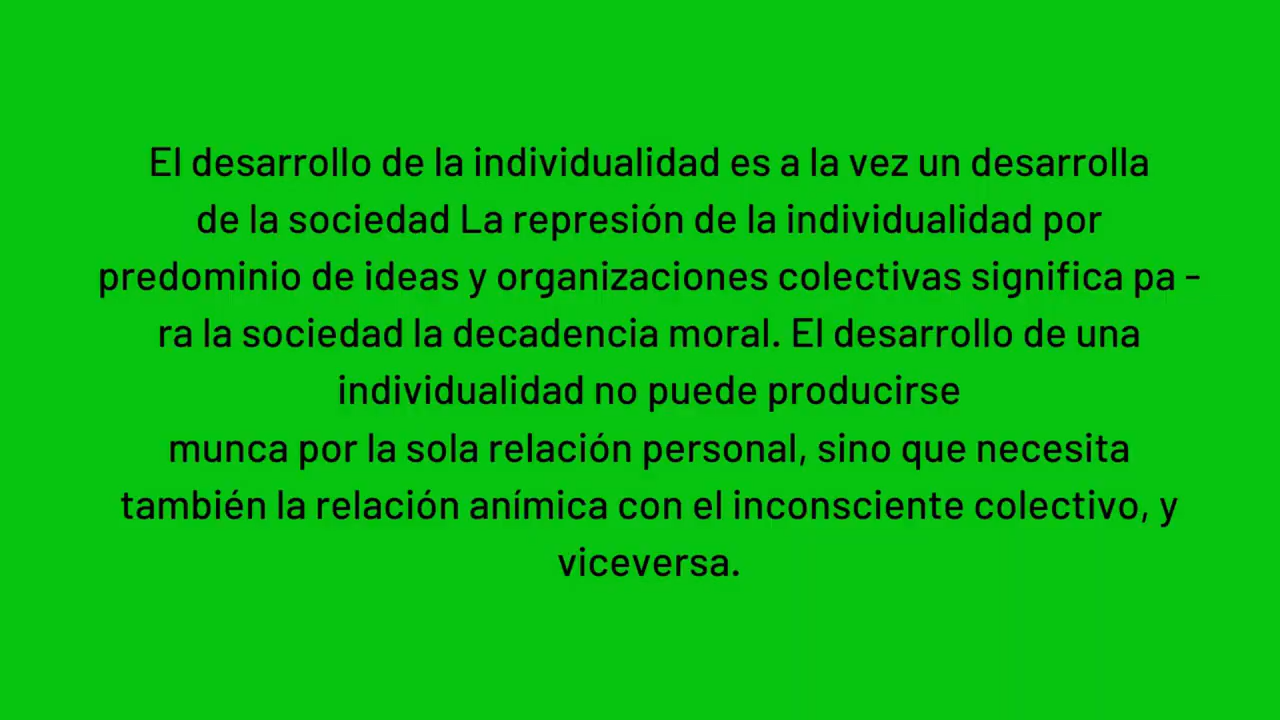 El desarrollo de la individualidad es a la vez un desarrolla
de la sociedad La represión de la individualidad por
predominio de ideas y organizaciones colectivas significa pa -
ra la sociedad la decadencia moral. El desarrollo de una
individualidad no puede producirse
munca por la sola relación personal, sino que necesita
también la relación anímica con el inconsciente colectivo, y
viceversa.